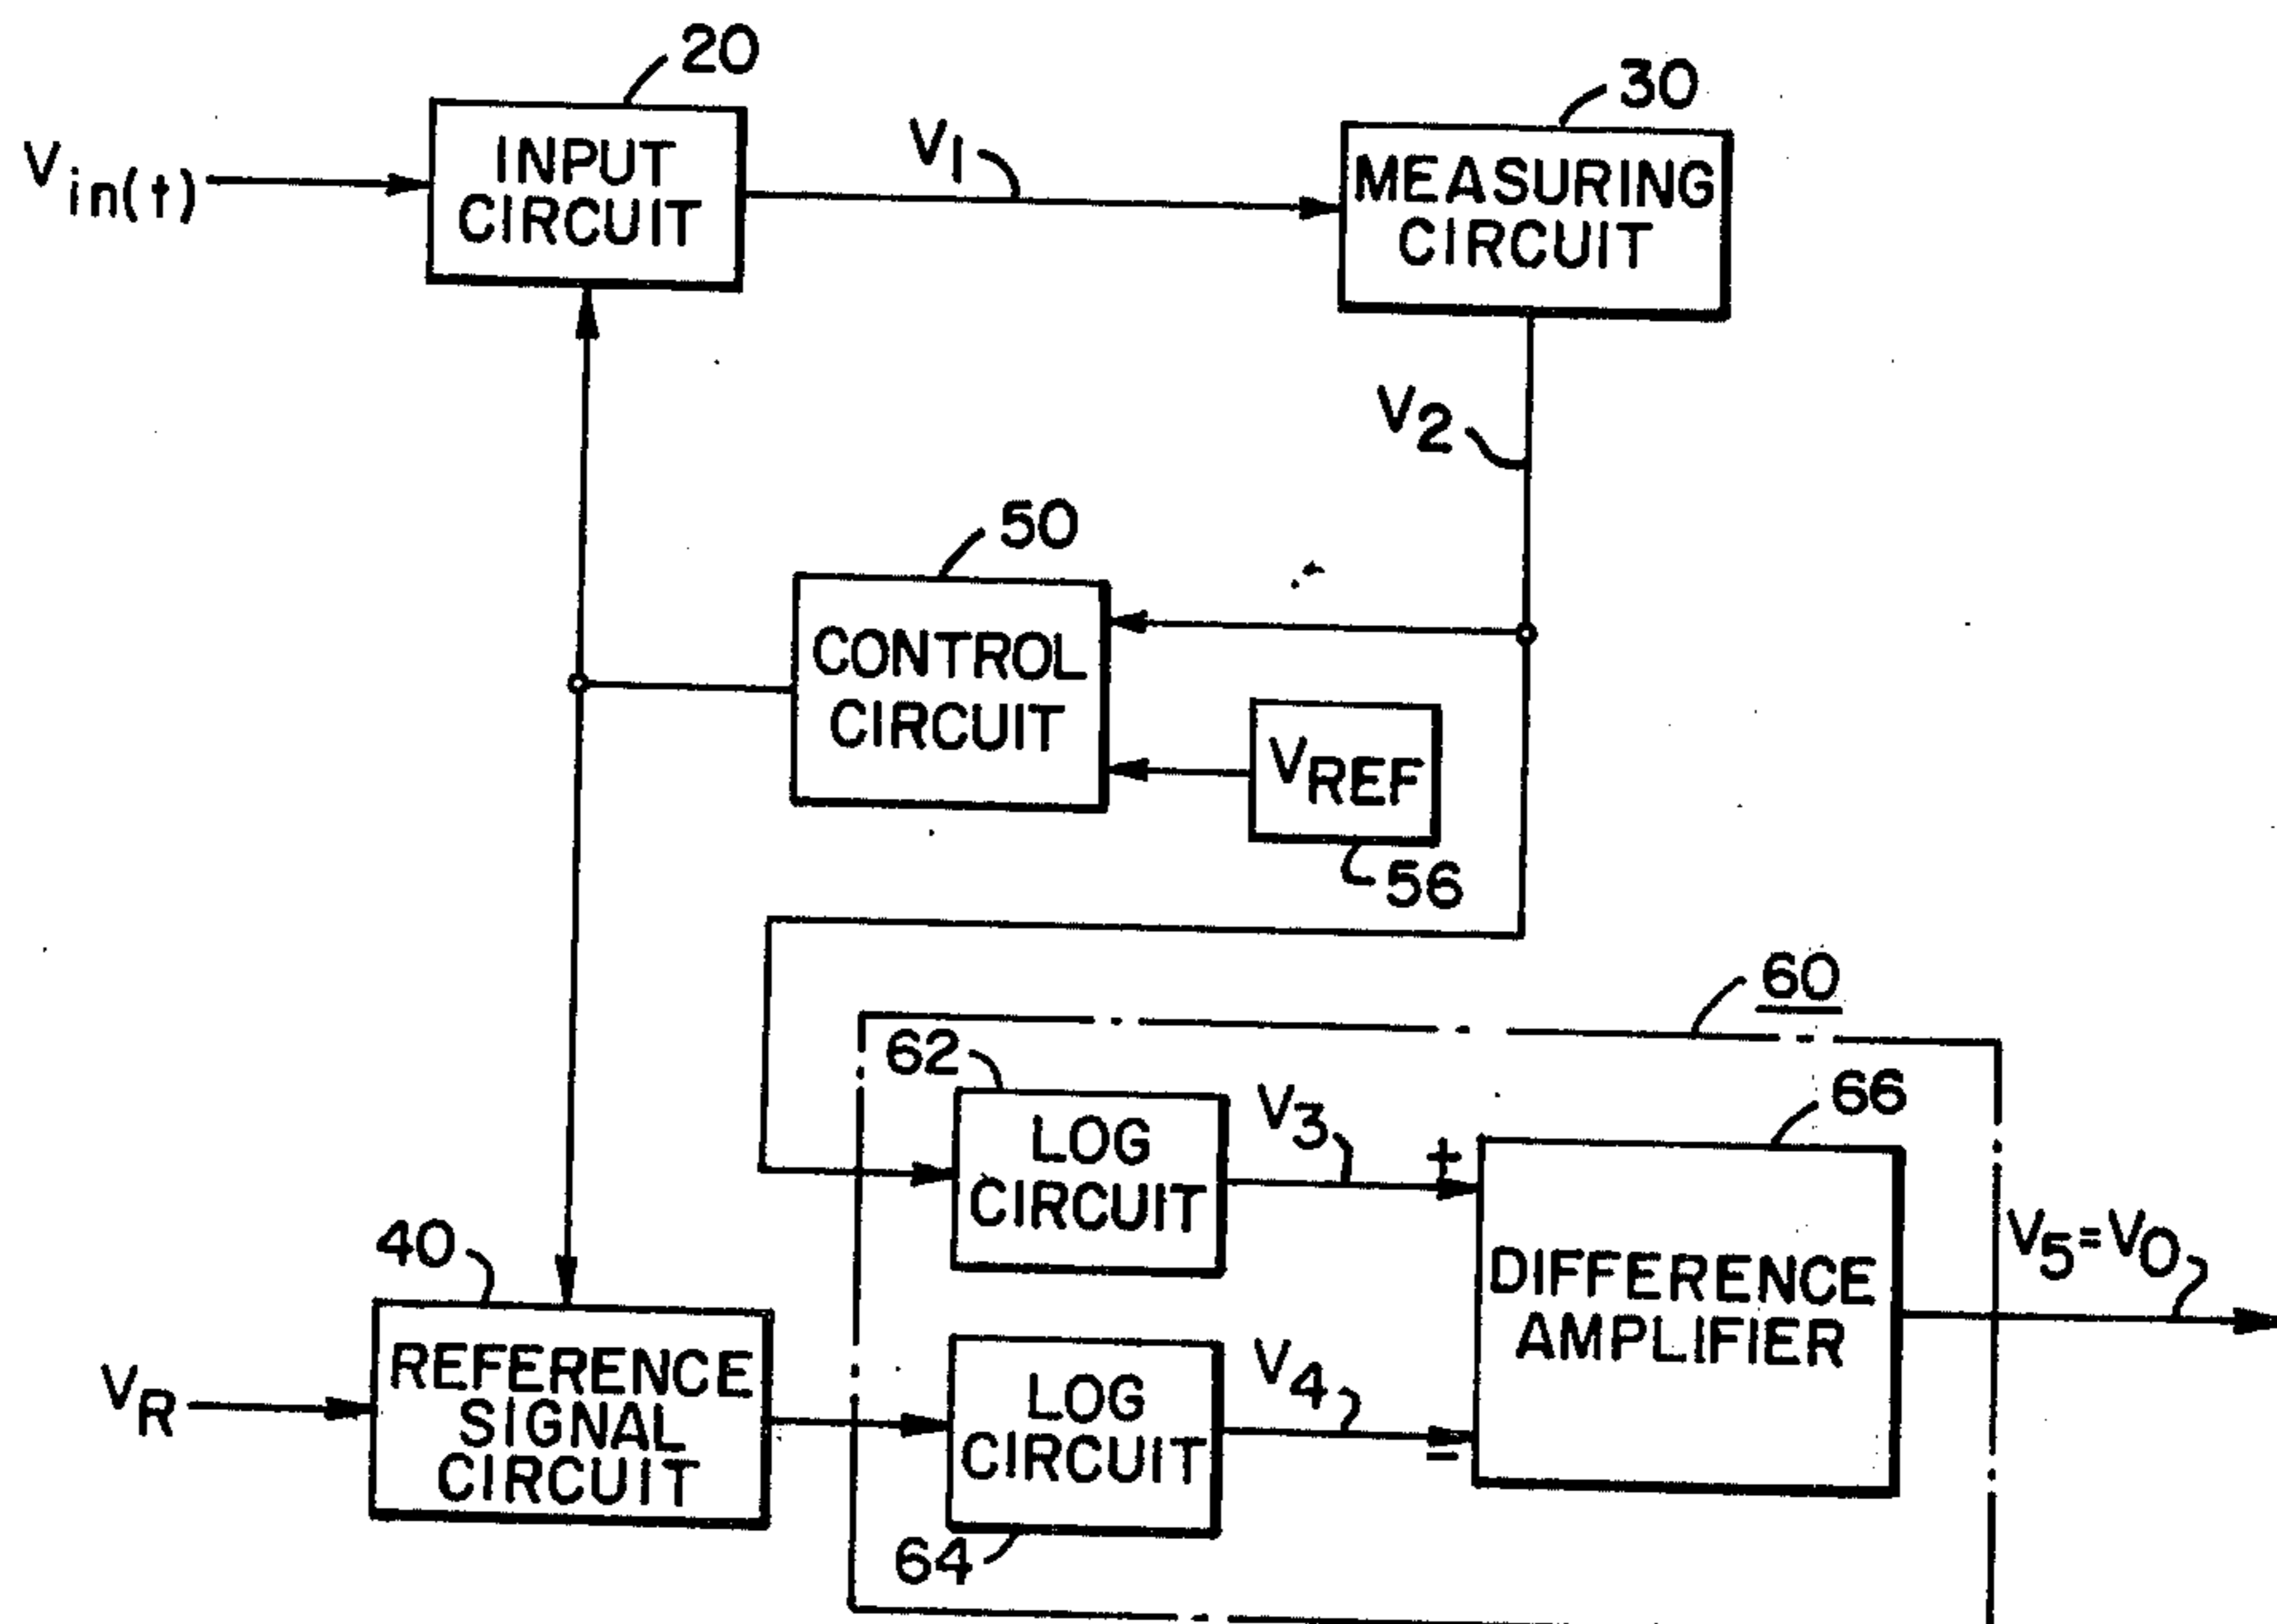 20
30
Vin(t)
INPUT
CIRCUIT
V1
MEASURING
CIRCUIT
V2
50
CONTROL
CIRCUIT
VREF
56
60
62
LOG
CIRCUIT
V3
+
66
40
DIFFERENCE
AMPLIFIER
V5=VO
VR
REFERENCE
SIGNAL
CIRCUIT
LOG
CIRCUIT
V4
-
64